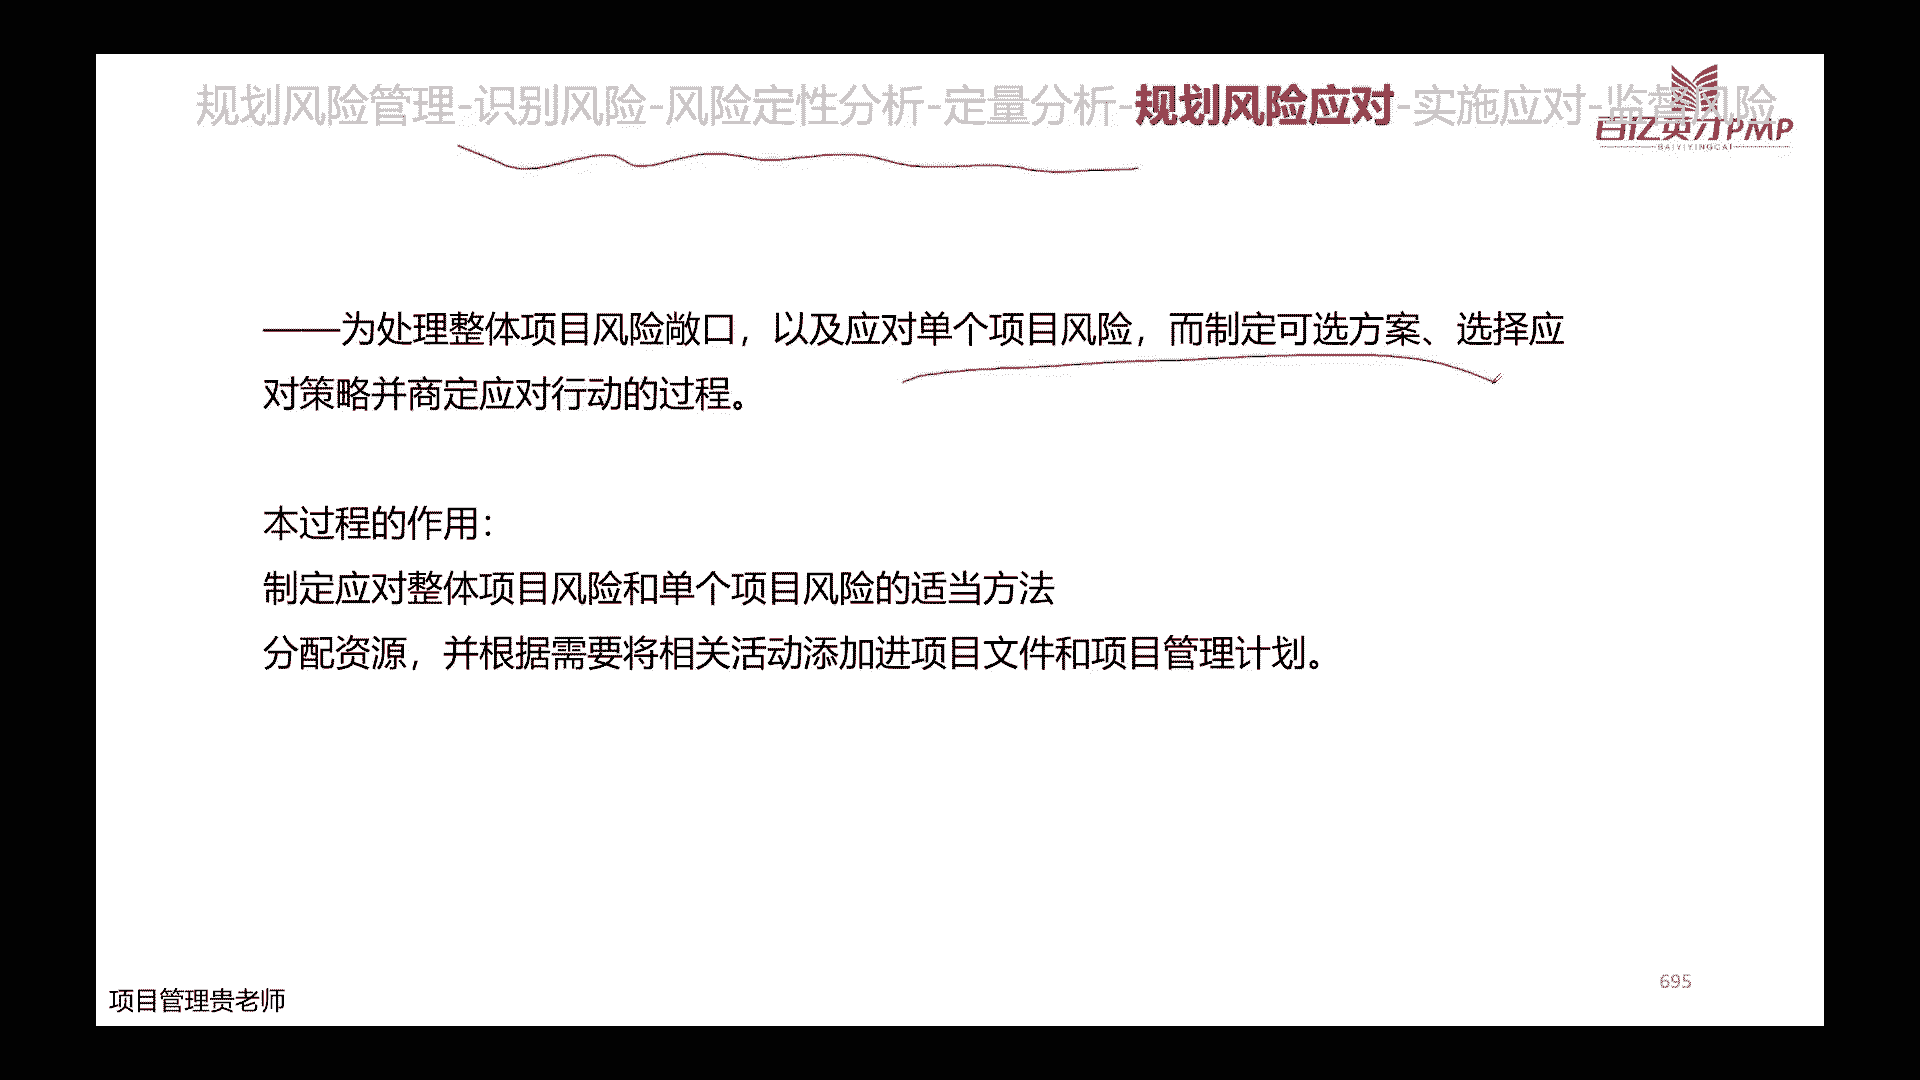 规划风险管理-识别风险-风险定性分析-定量分析-规划风险应对-实施应对-监督风险
百亿英才PMP
BAIYIYINGCAI
——为处理整体项目风险敞口，以及应对单个项目风险，而制定可选方案、选择应
对策略并商定应对行动的过程。
本过程的作用：
制定应对整体项目风险和单个项目风险的适当方法
分配资源，并根据需要将相关活动添加进项目文件和项目管理计划。
695
项目管理贵老师